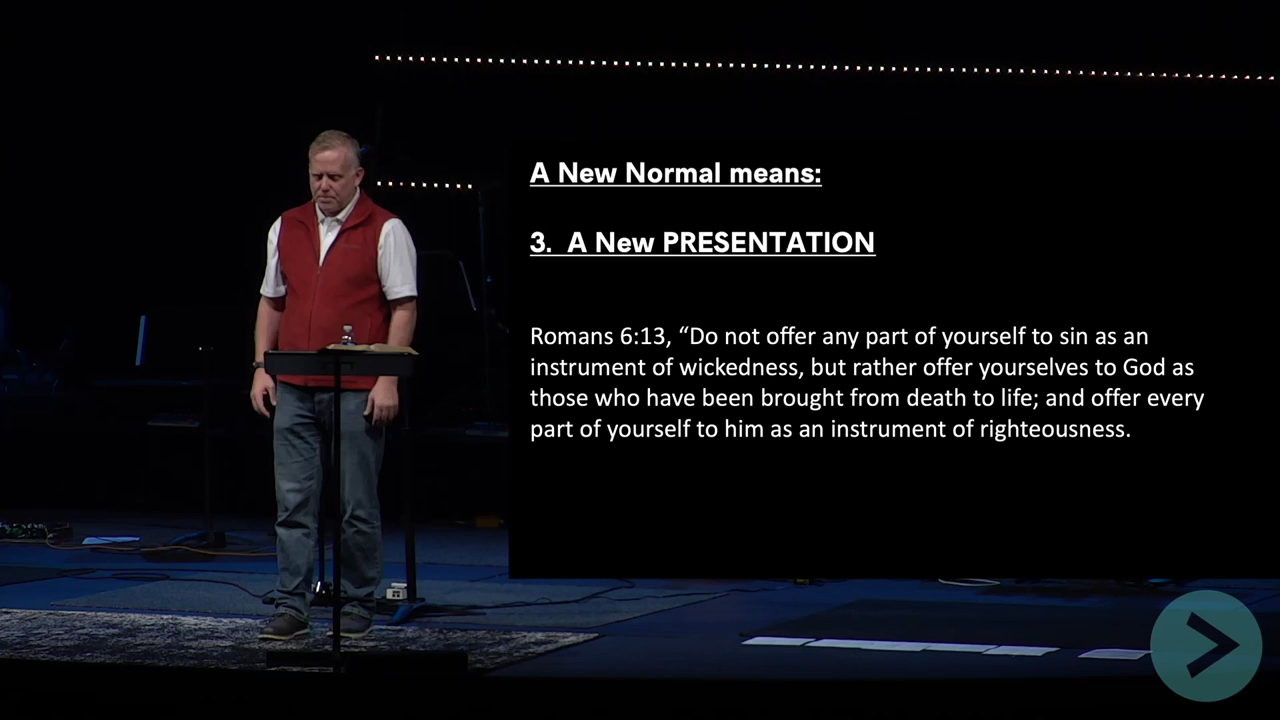 A New Normal means:
3. A New PRESENTATION
Romans 6:13, “Do not offer any part of yourself to sin as an
instrument of wickedness, but rather offer yourselves to God as
those who have been brought from death to life; and offer every
part of yourself to him as an instrument of righteousness.